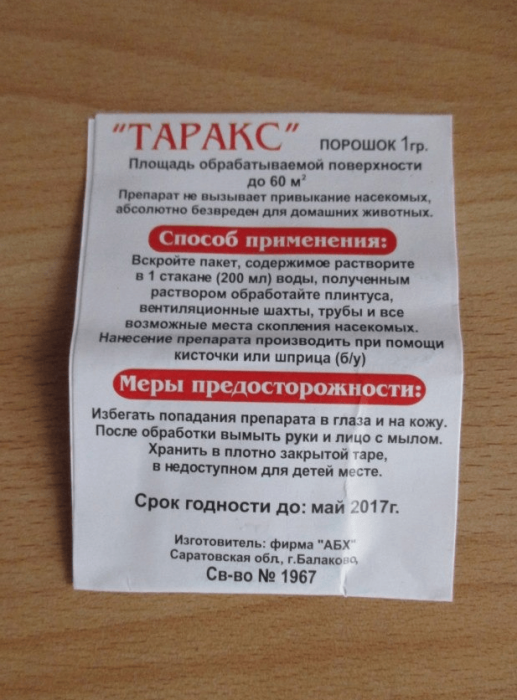 "ТАРАКС" ПОРОШОК 1гр.
Площадь обрабатываемой поверхности
до 60 м²
Препарат не вызывает привыкание насекомых,
абсолютно безвреден для домашних животных.
Способ применения:
Вскройте пакет, содержимое растворите
в 1 стакане (200 мл) воды, полученным
раствором обработайте плинтуса,
вентиляционные шахты, трубы и все
возможные места скопления насекомых.
Нанесение препарата производить при помощи
кисточки или шприца (б/у)
Меры предосторожности:
Избегать попадания препарата в глаза и на кожу.
После обработки вымыть руки и лицо с мылом.
Хранить в плотно закрытой таре,
в недоступном для детей месте.
Срок годности до: май 2017г.
Изготовитель: фирма "АБХ"
Саратовская обл., г.Балаково,
Св-во № 1967